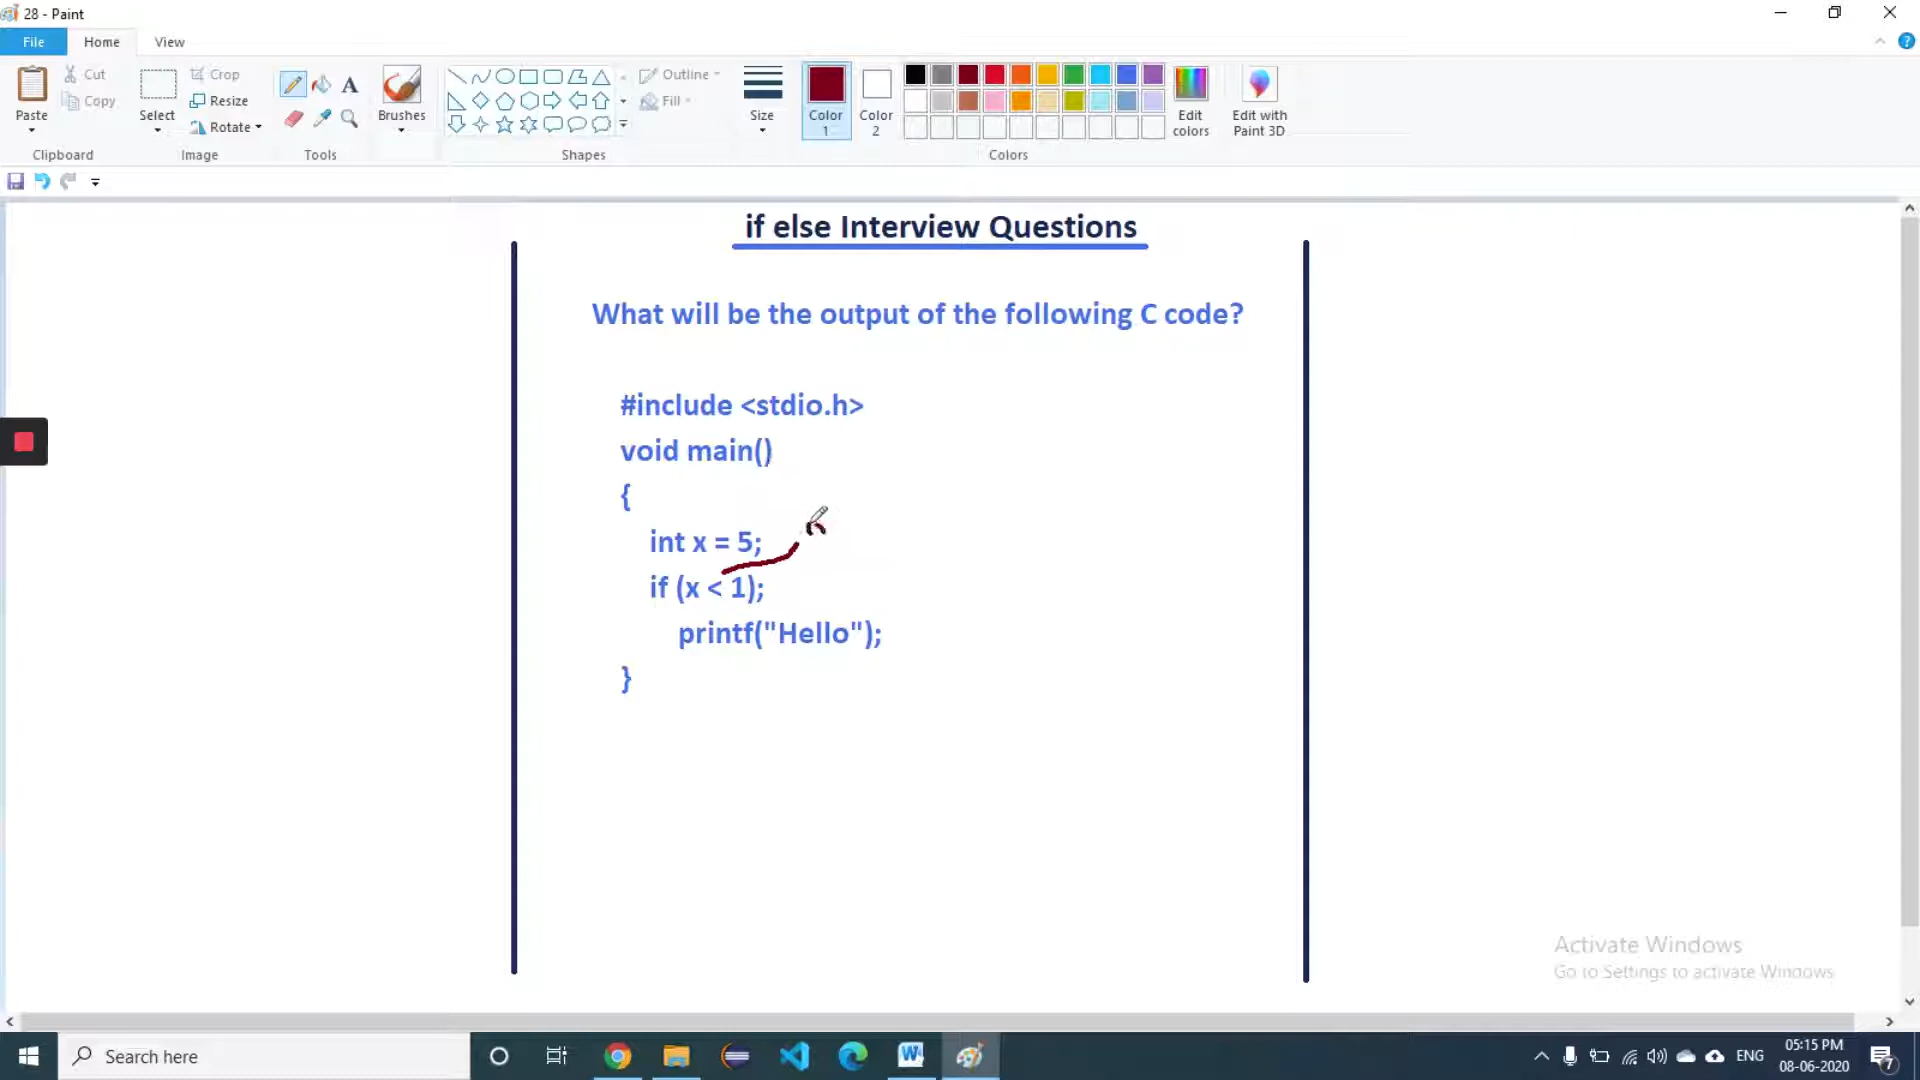 28 - Paint
File Home View
Paste Cut Copy Clipboard
Select Crop Resize Rotate Image
Tools
Brushes
Shapes
Outline Fill
Size
Color 1 Color 2
Edit colors
Edit with Paint 3D
Colors
if else Interview Questions
What will be the output of the following C code?
#include <stdio.h>
void main()
{
int x = 5;
if (x < 1);
printf("Hello");
}
Activate Windows
Go to Settings to activate Windows
Search here
ENG
05:15 PM
08-06-2020
7